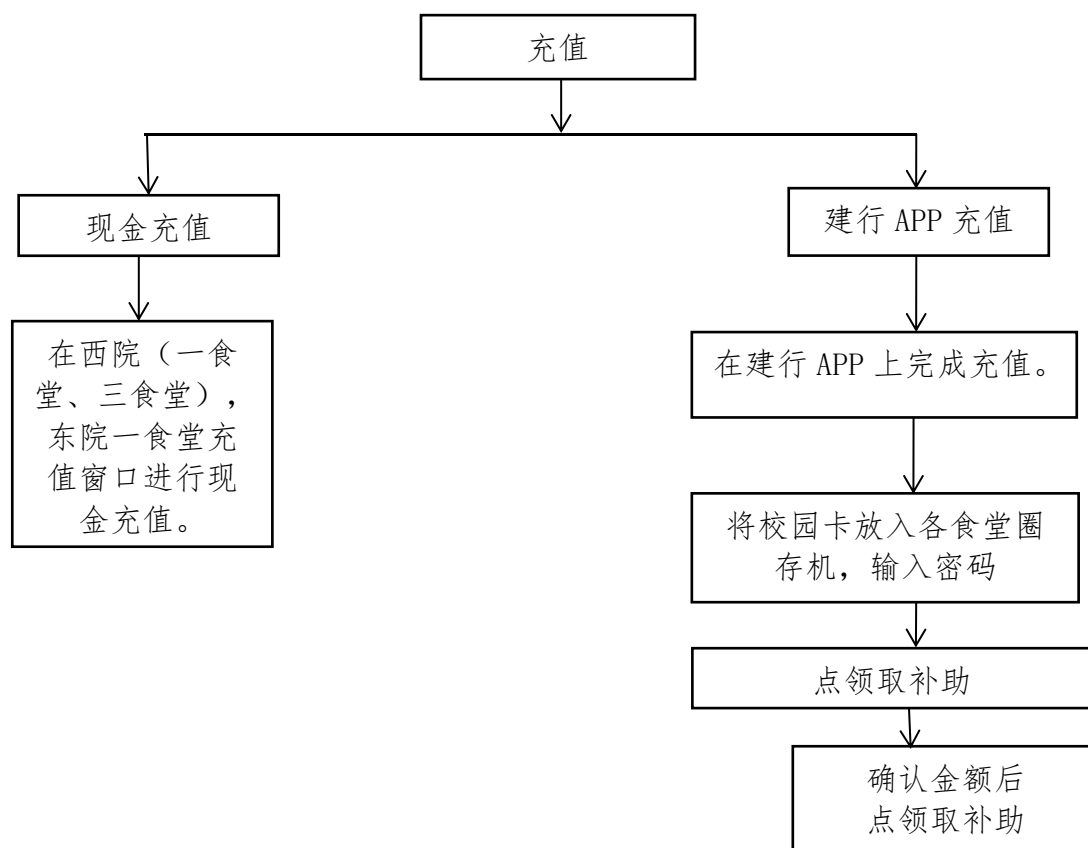 充值
现金充值
在西院（一食
堂、三食堂），
东院一食堂充
值窗口进行现
金充值。
建行 APP 充值
在建行 APP 上完成充值。
将校园卡放入各食堂圈
存机，输入密码
点领取补助
确认金额后
点领取补助